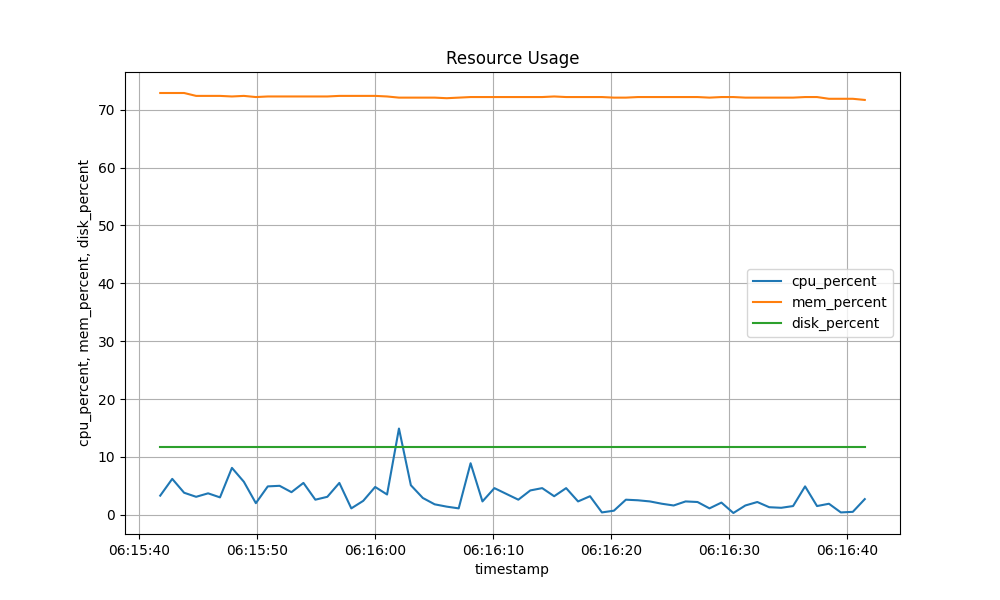 Resource Usage
cpu_percent, mem_percent, disk_percent
70
60
50
40
30
20
10
0
cpu_percent
mem_percent
disk_percent
06:15:40 06:15:50 06:16:00 06:16:10 06:16:20 06:16:30 06:16:40
timestamp